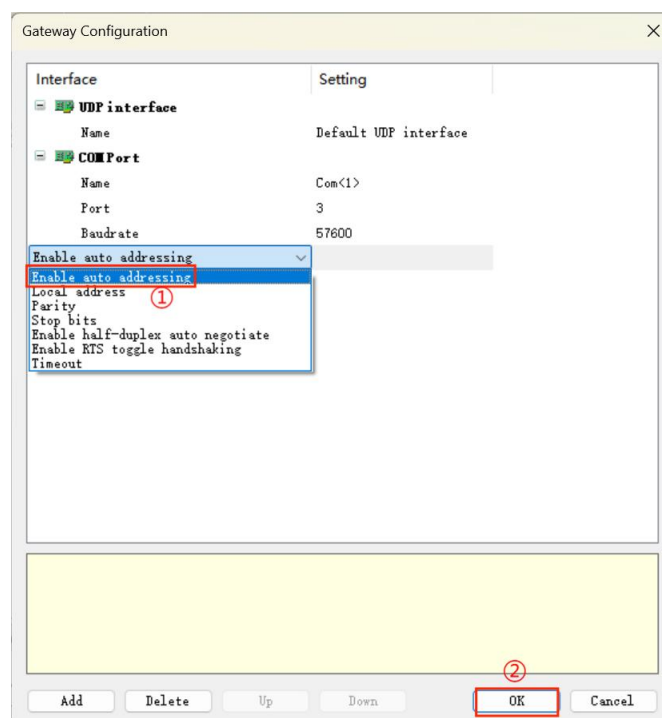 Gateway Configuration
Interface Setting
UDP interface
Name Default UDP interface
COMPort
Name Com<1>
Port 3
Baudrate 57600
Enable auto addressing
Enable auto addressing
Local address
①
Parity
Stop bits
Enable half-duplex auto negotiate
Enable RTS toggle handshaking
Timeout
②
Add Delete Up Down OK Cancel